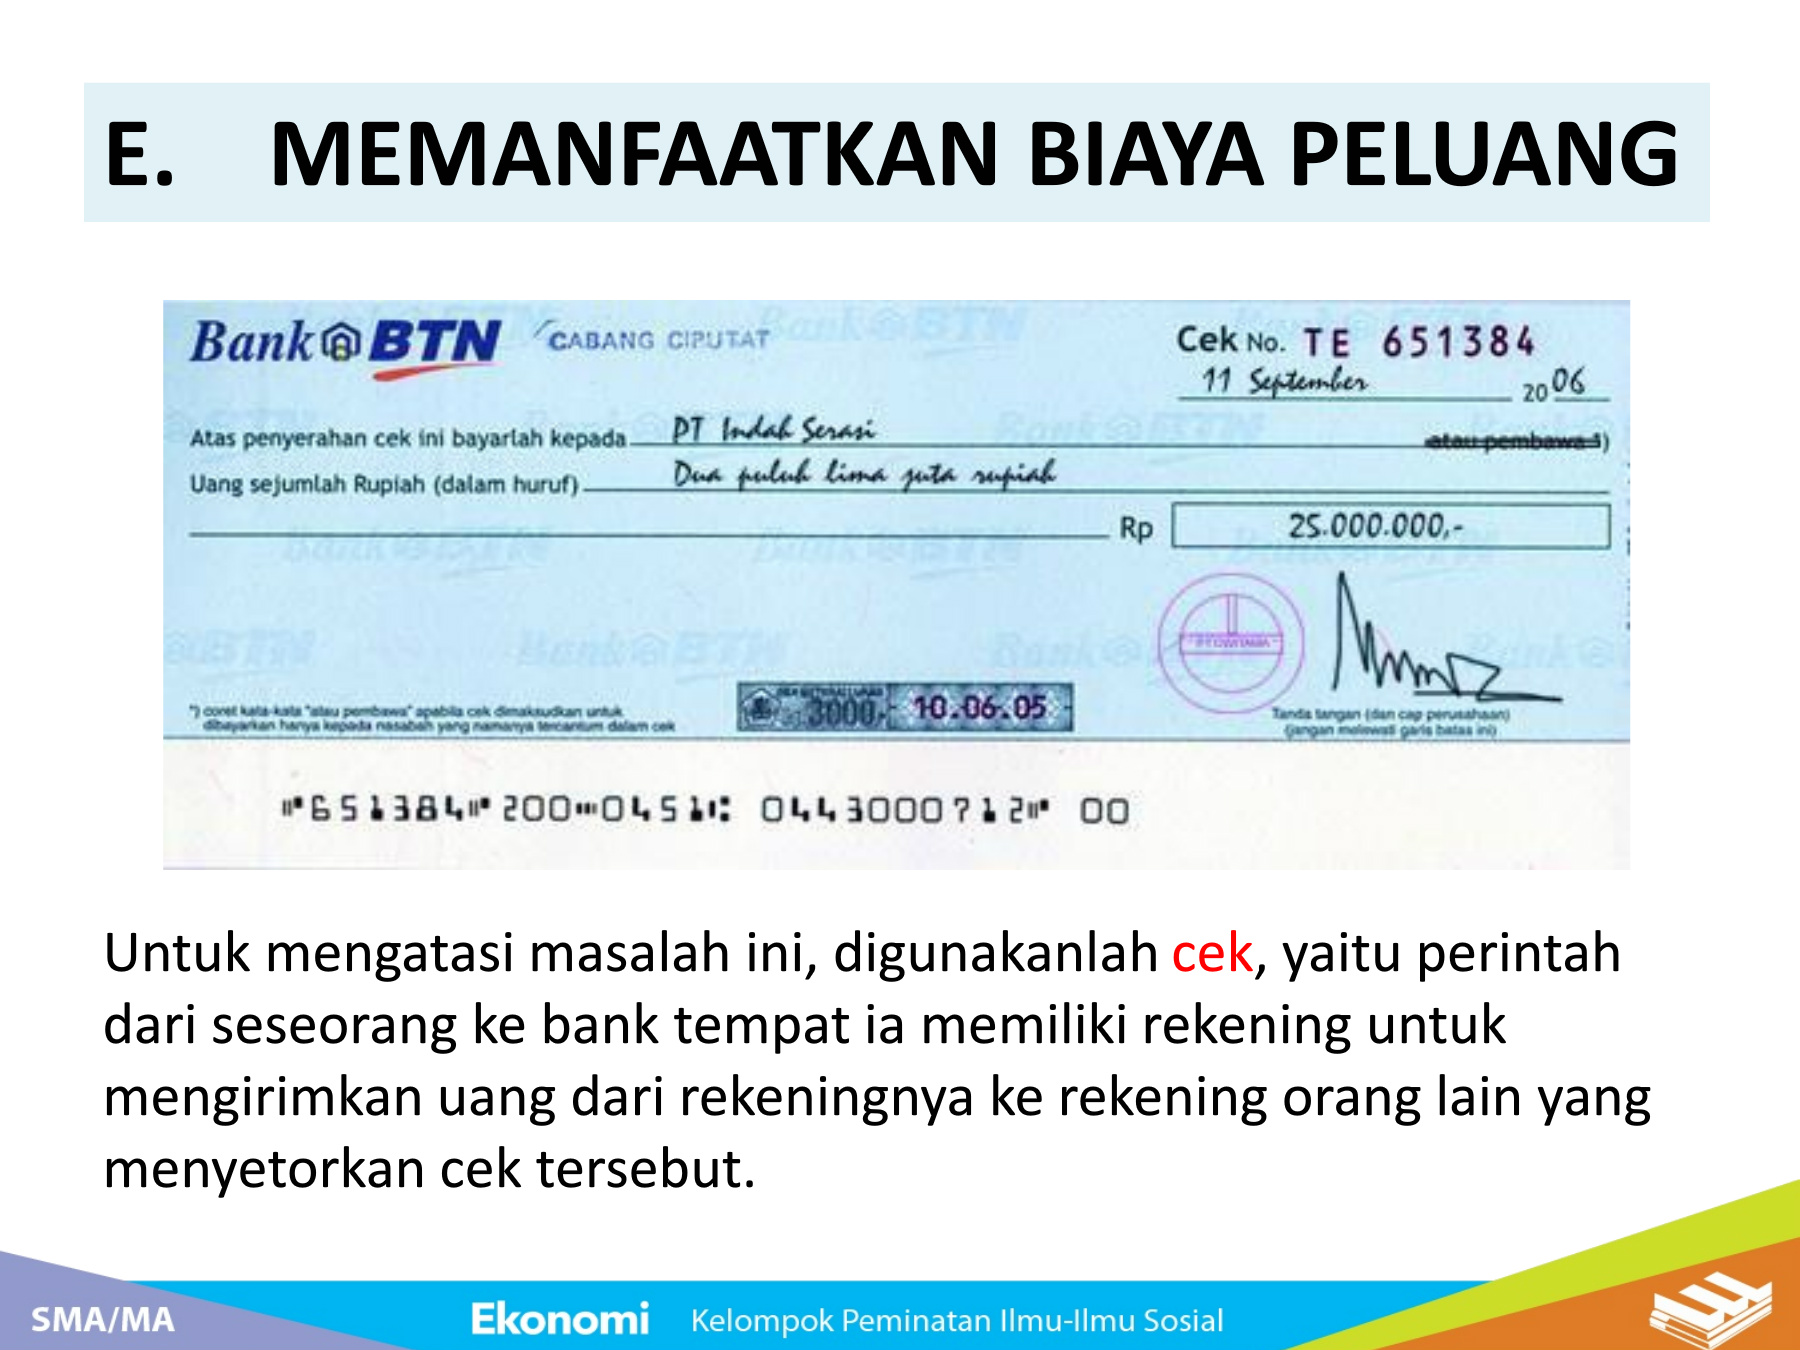 E. MEMANFAATKAN BIAYA PELUANG
Bank BTN CABANG CIPUTAT
Cek No. TE 651384
11 September 2006
Atas penyerahan cek ini bayarlah kepada PT Indah Serasi atau pembawa *)
Uang sejumlah Rupiah (dalam huruf) Dua puluh lima juta rupiah
Rp 25.000.000,-
*) coret kata-kata "atau pembawa" apabila cek dimaksudkan untuk
dibayarkan hanya kepada nasabah yang namanya tercantum dalam cek
3000,- 10.06.05
Tanda tangan (dan cap perusahaan)
(jangan melewati garis batas ini)
⑈651384⑈200⑉0451⑆ 0443000712⑈ 00
Untuk mengatasi masalah ini, digunakanlah cek, yaitu perintah
dari seseorang ke bank tempat ia memiliki rekening untuk
mengirimkan uang dari rekeningnya ke rekening orang lain yang
menyetorkan cek tersebut.
SMA/MA
Ekonomi Kelompok Peminatan Ilmu-Ilmu Sosial